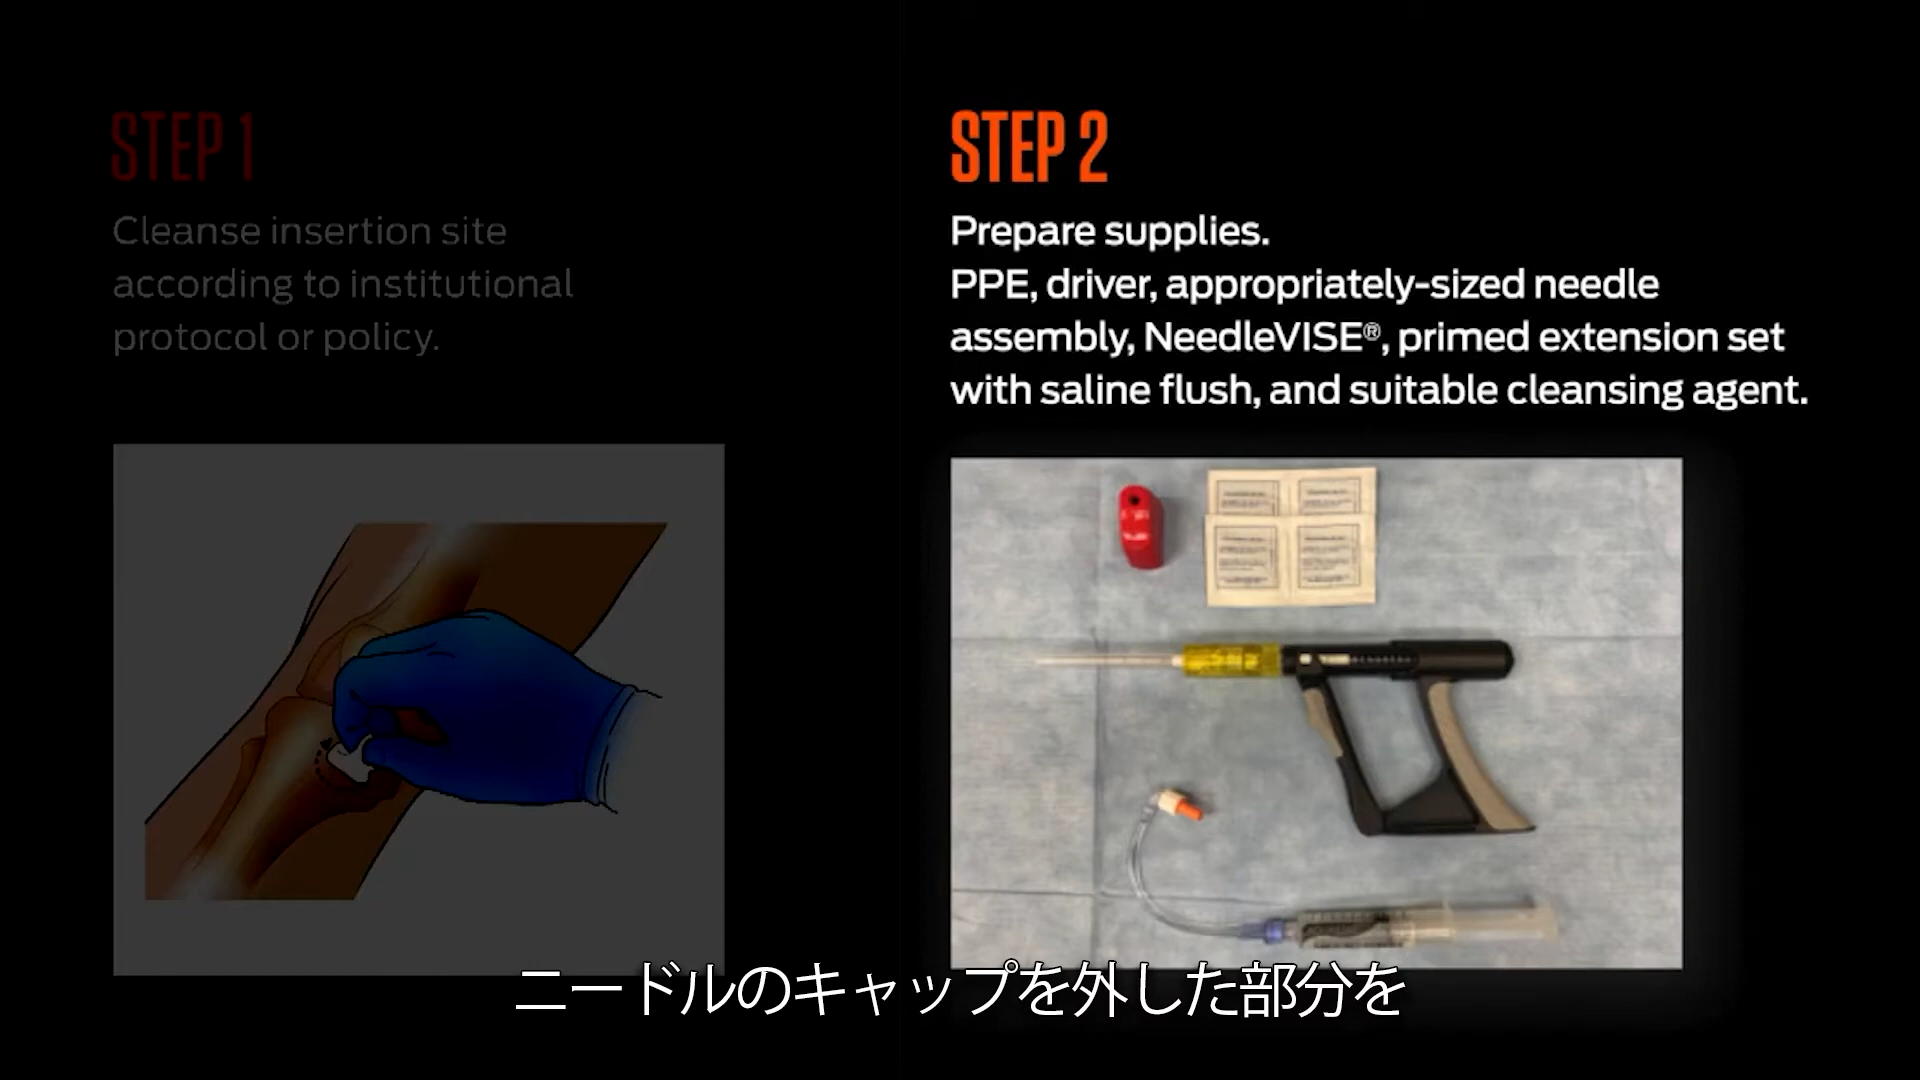 STEP 1
Cleanse insertion site
according to institutional
protocol or policy.
STEP 2
Prepare supplies.
PPE, driver, appropriately-sized needle
assembly, NeedleVISE®, primed extension set
with saline flush, and suitable cleansing agent.
ニードルのキャップを外した部分を